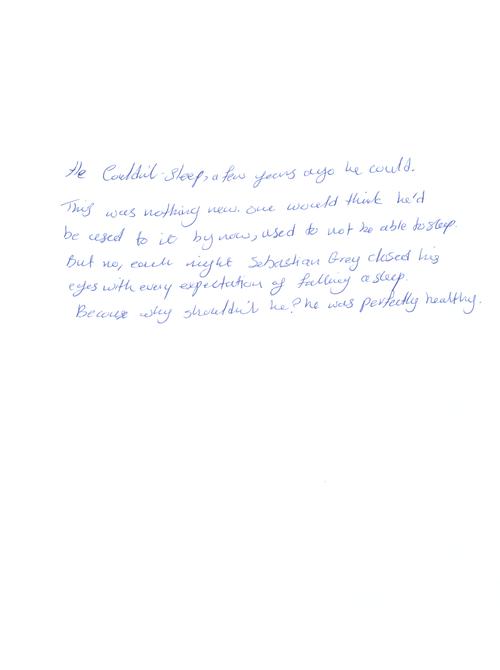 He Couldn't sleep, a few years ago he could.
This was nothing new. one would think he'd
be used to it by now, used to not be able to sleep.
But no, each night Sebastian Grey closed his
eyes with every expectation of falling asleep.
Because why shouldn't he? he was perfectly healthy.